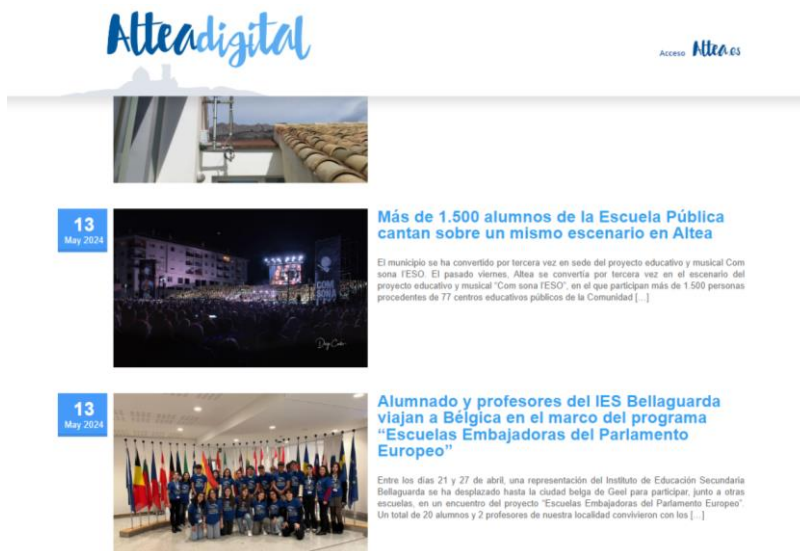 Alteadigital
Acceso Altea.es
13
May 2024
COM
SONA
Más de 1.500 alumnos de la Escuela Pública
cantan sobre un mismo escenario en Altea
El municipio se ha convertido por tercera vez en sede del proyecto educativo y musical Com
sona l'ESO. El pasado viernes, Altea se convertía por tercera vez en el escenario del
proyecto educativo y musical "Com sona l'ESO", en el que participan más de 1.500 personas
procedentes de 77 centros educativos públicos de la Comunidad [...]
13
May 2024
Alumnado y profesores del IES Bellaguarda
viajan a Bélgica en el marco del programa
“Escuelas Embajadoras del Parlamento
Europeo”
Entre los días 21 y 27 de abril, una representación del Instituto de Educación Secundaria
Bellaguarda se ha desplazado hasta la ciudad belga de Geel para participar, junto a otras
escuelas, en un encuentro del proyecto "Escuelas Embajadoras del Parlamento Europeo".
Un total de 20 alumnos y 2 profesores de nuestra localidad convivieron con los [...]